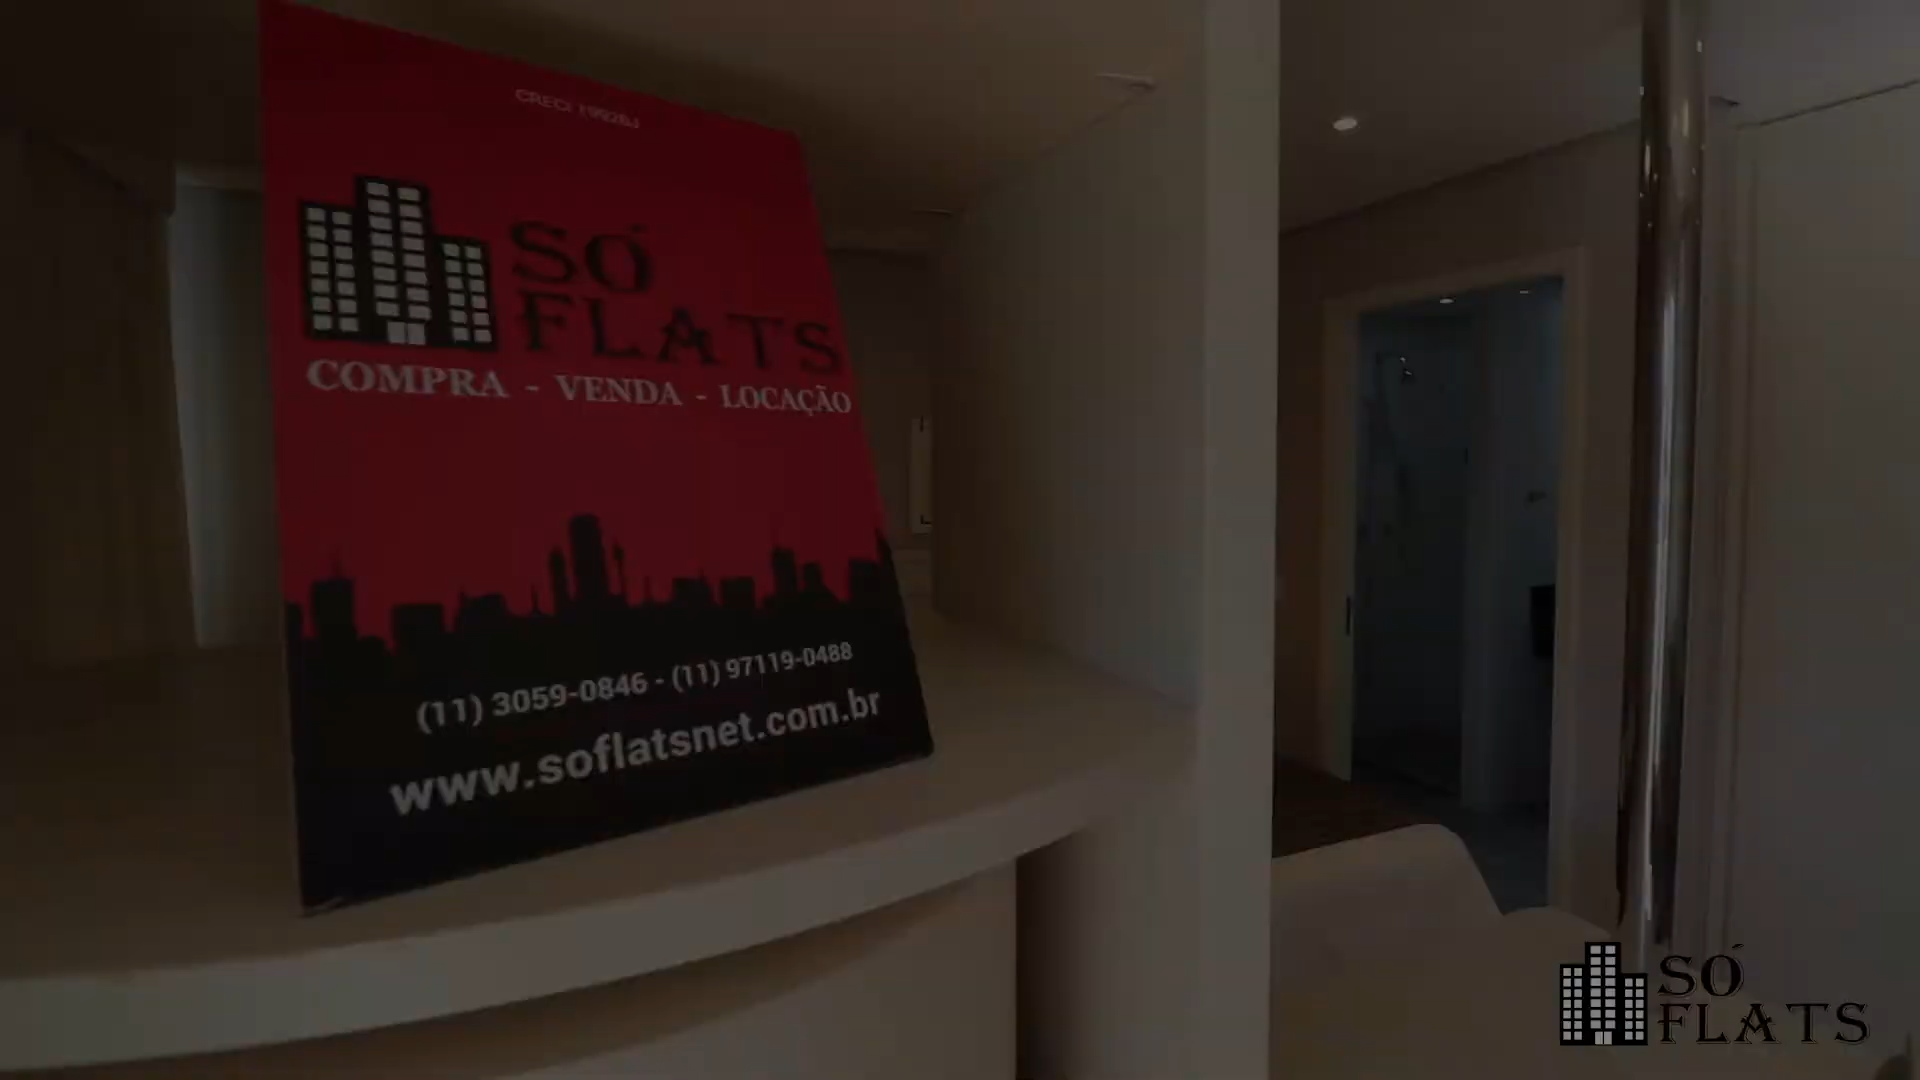 SÓ
FLATS
COMPRA - VENDA - LOCAÇÃO
(11) 3059-0846 - (11) 97119-0488
www.soflatsnet.com.br
SÓ
FLATS